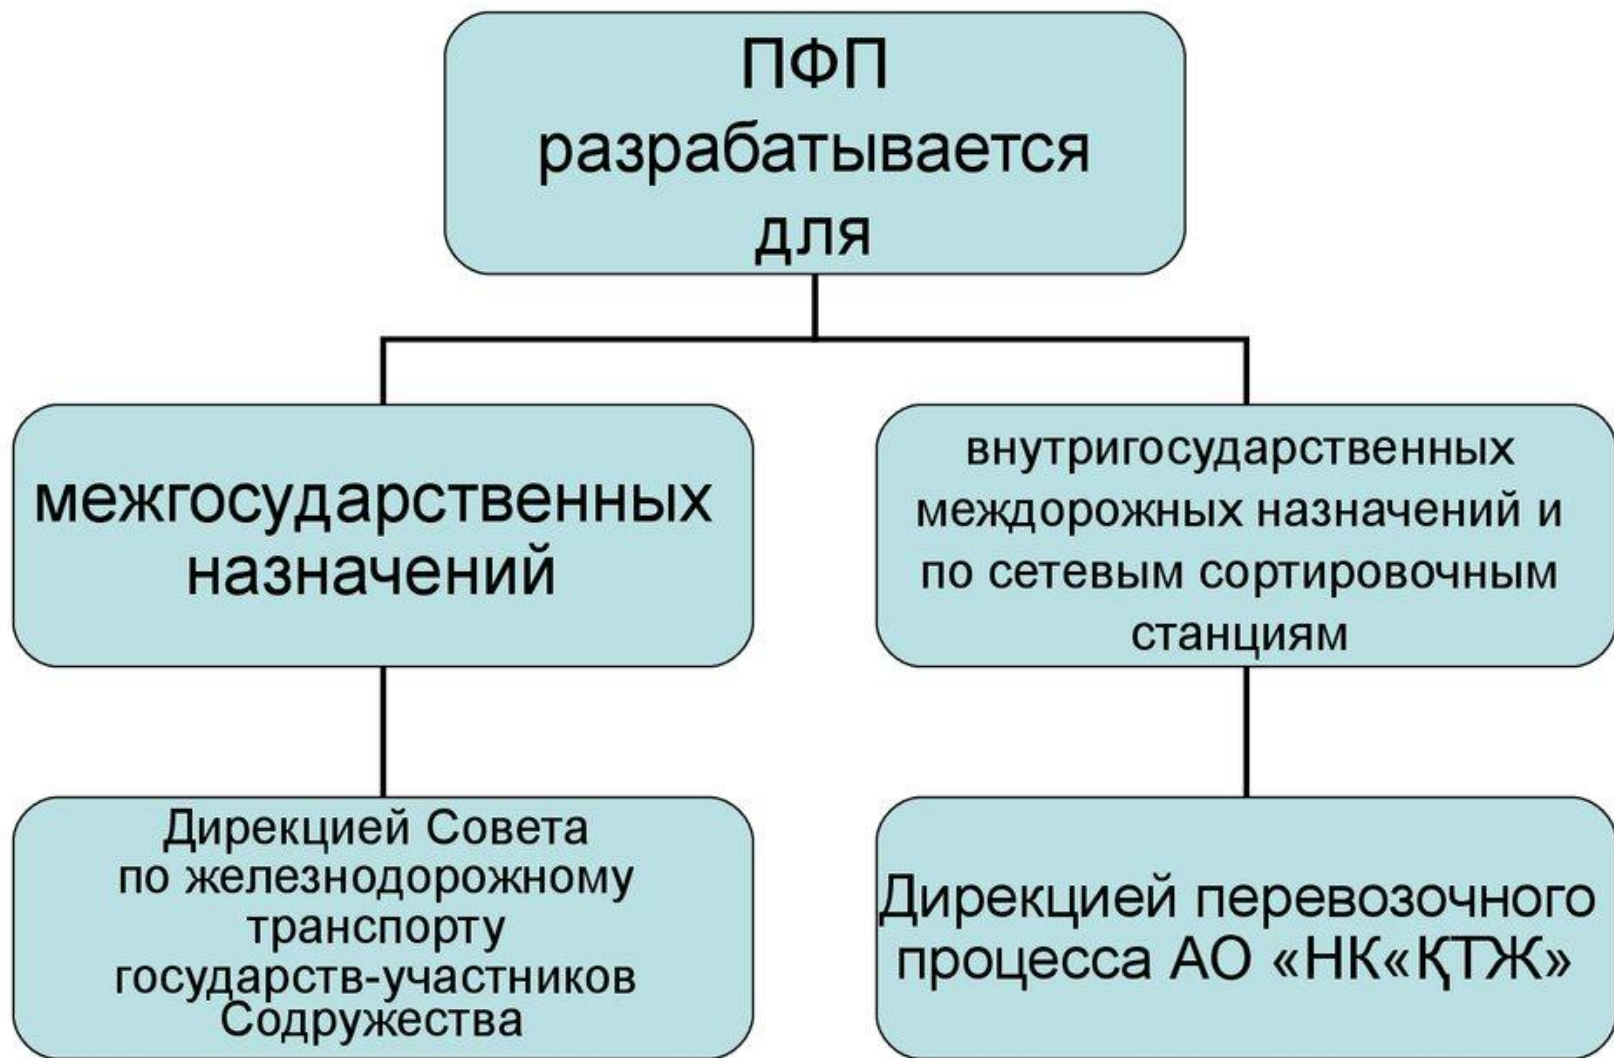 ПФП
разрабатывается
для
межгосударственных
назначений
внутригосударственных
междорожных назначений и
по сетевым сортировочным
станциям
Дирекцией Совета
по железнодорожному
транспорту
государств-участников
Содружества
Дирекцией перевозочного
процесса АО «НК«ҚТЖ»